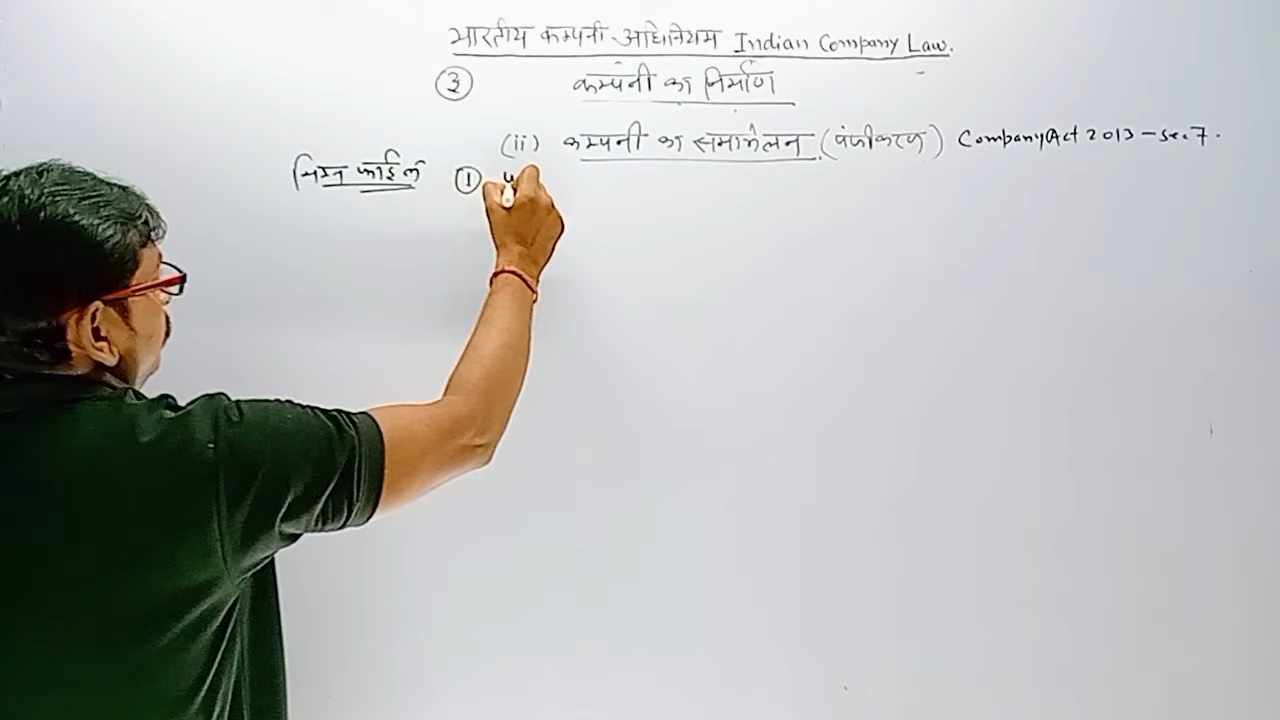 भारतीय कम्पनी अधिनियम Indian Company Law.
③ कम्पनी का निर्माण
(ii) कम्पनी का समामेलन (पंजीकरण) Company Act 2013 - Sec 7.
निम्न फाईल ①